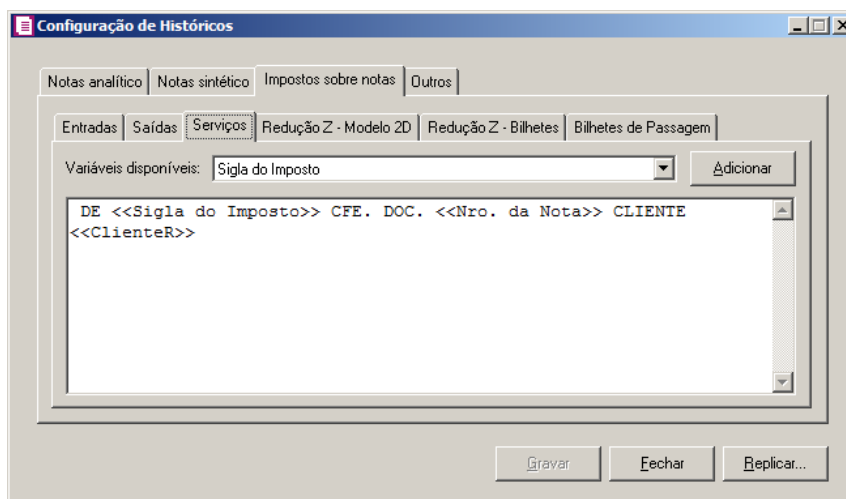 Configuração de Históricos
Notas analítico Notas sintético Impostos sobre notas Outros
Entradas Saídas Serviços Redução Z - Modelo 2D Redução Z - Bilhetes Bilhetes de Passagem
Variáveis disponíveis: Sigla do Imposto Adicionar
DE <<Sigla do Imposto>> CFE. DOC. <<Nro. da Nota>> CLIENTE
<<ClienteR>>
Gravar Fechar Replicar...